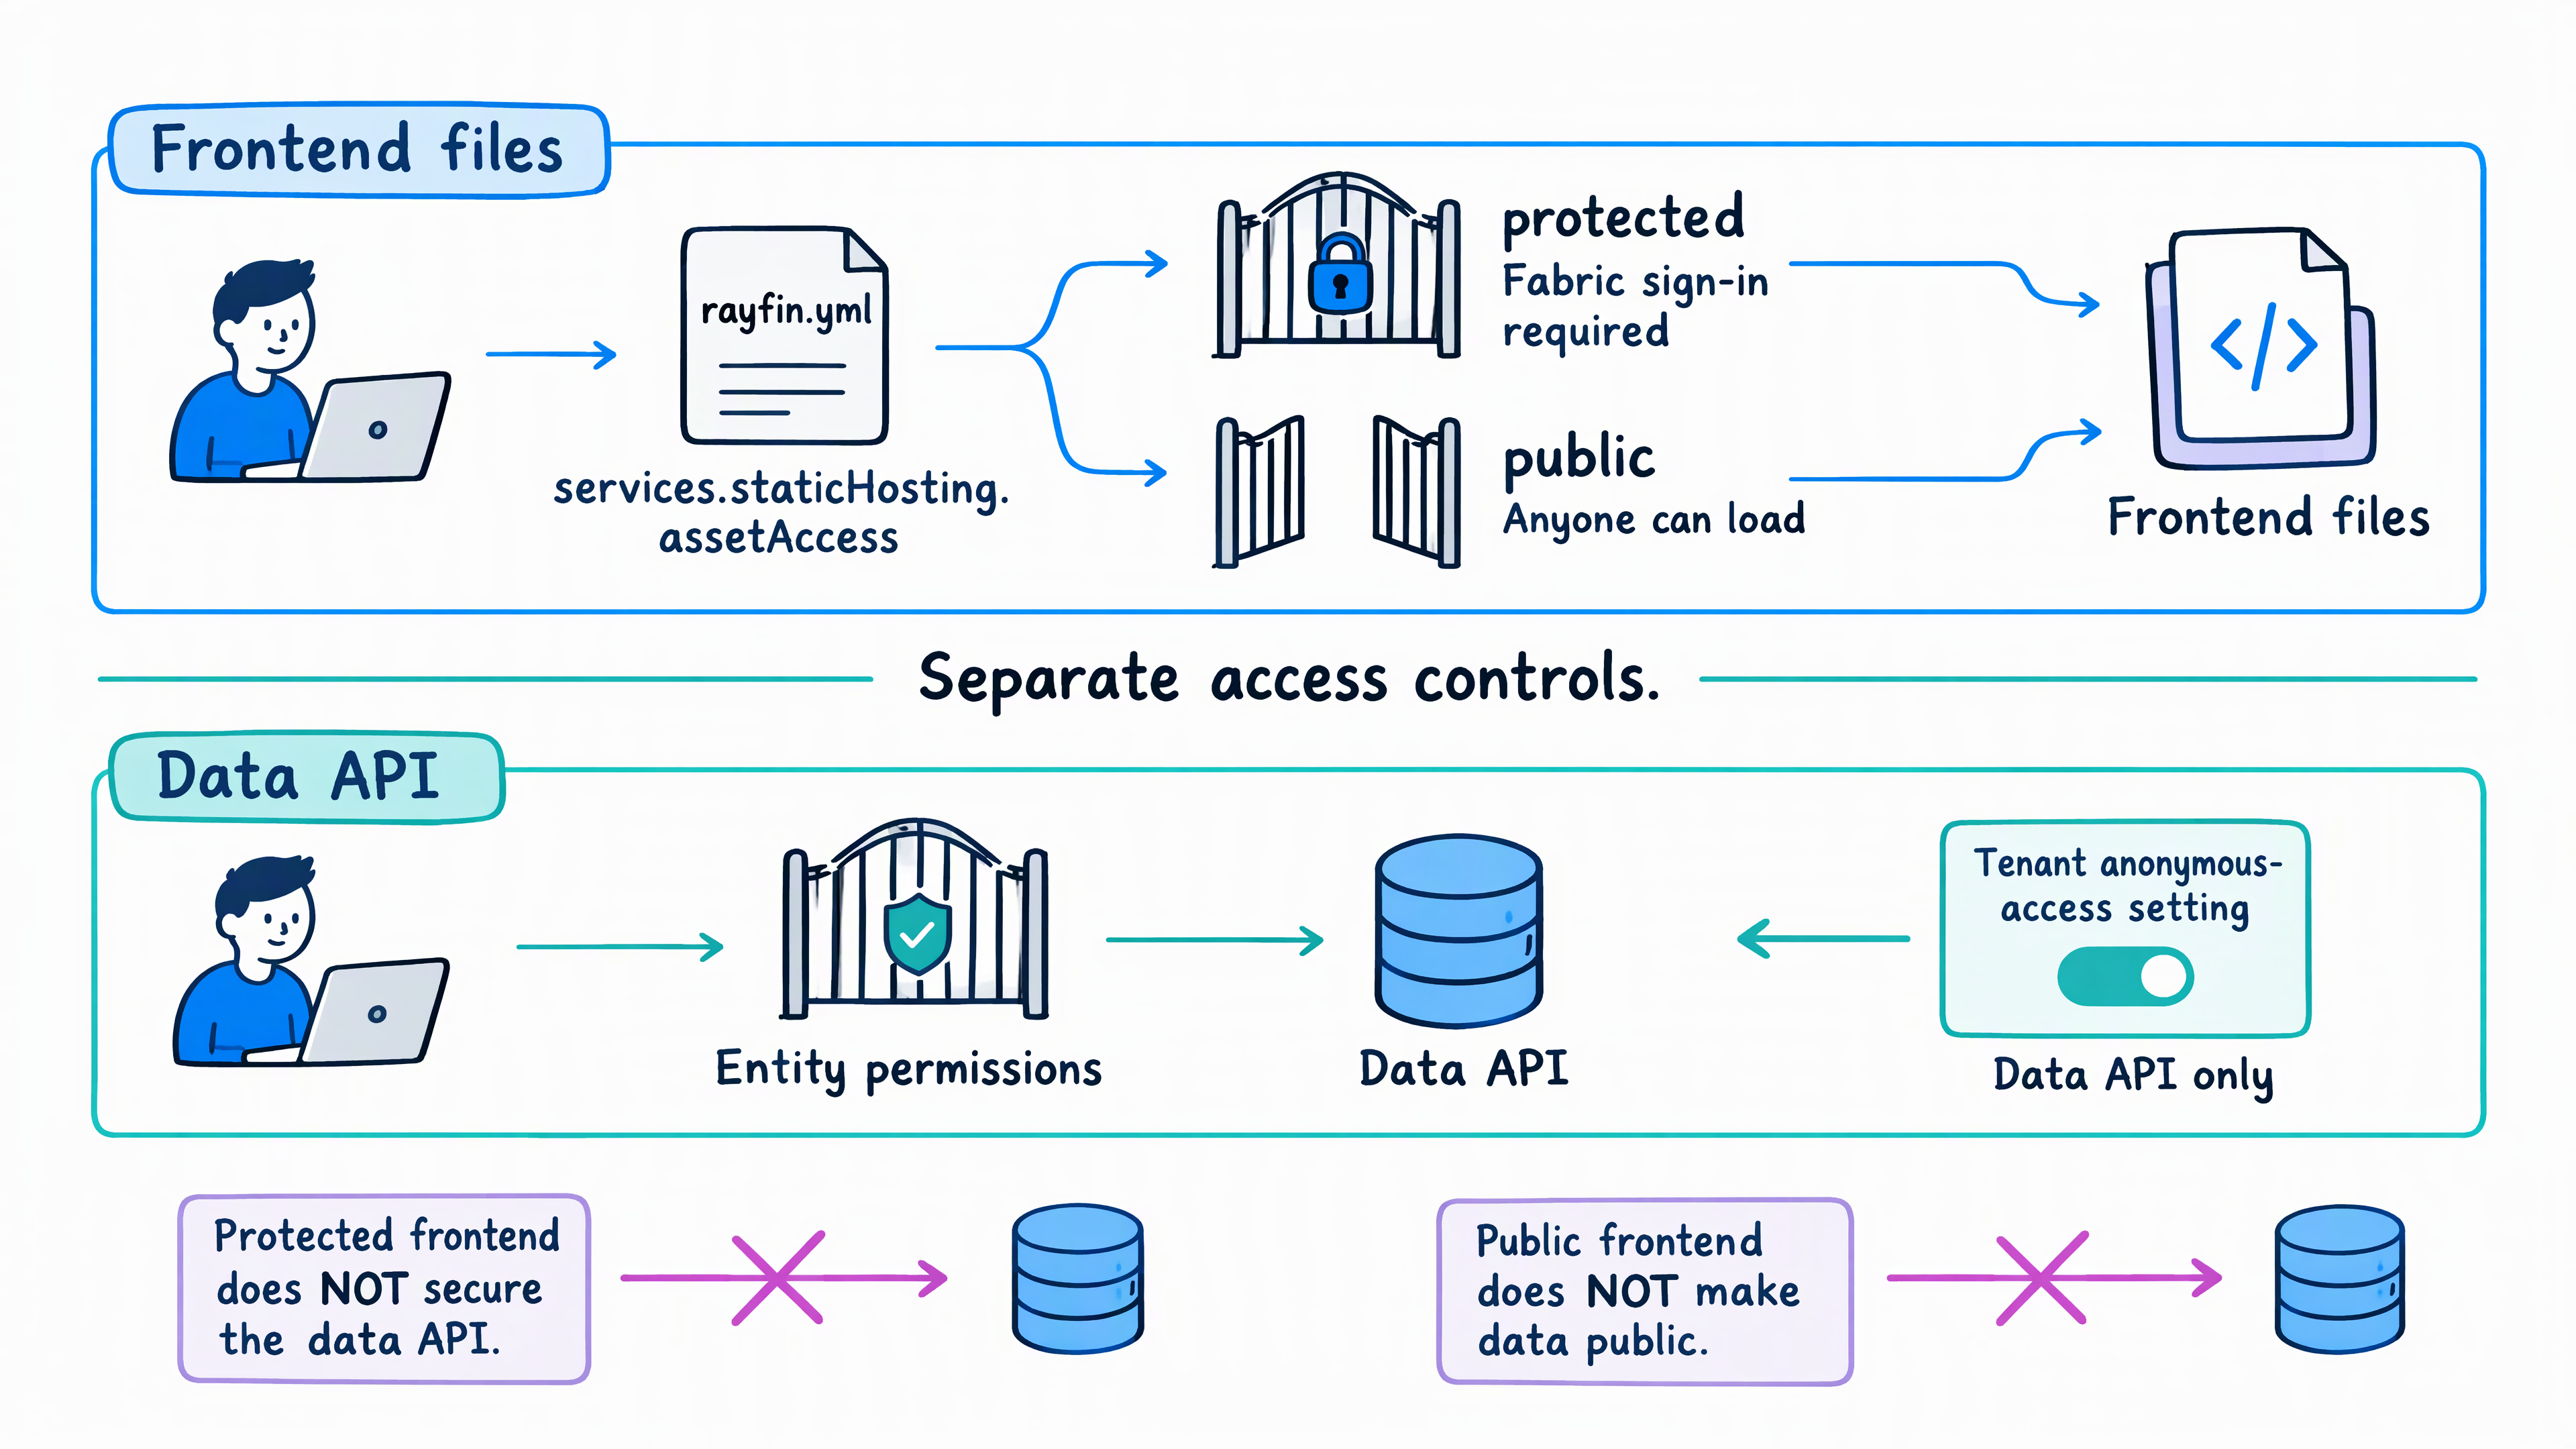 Frontend files
rayfin.yml
services.staticHosting.
assetAccess
protected
Fabric sign-in
required
public
Anyone can load
</>
Frontend files
Separate access controls.
Data API
Entity permissions
Data API
Tenant anonymous-
access setting
Data API only
Protected frontend
does NOT secure
the data API.
Public frontend
does NOT make
data public.